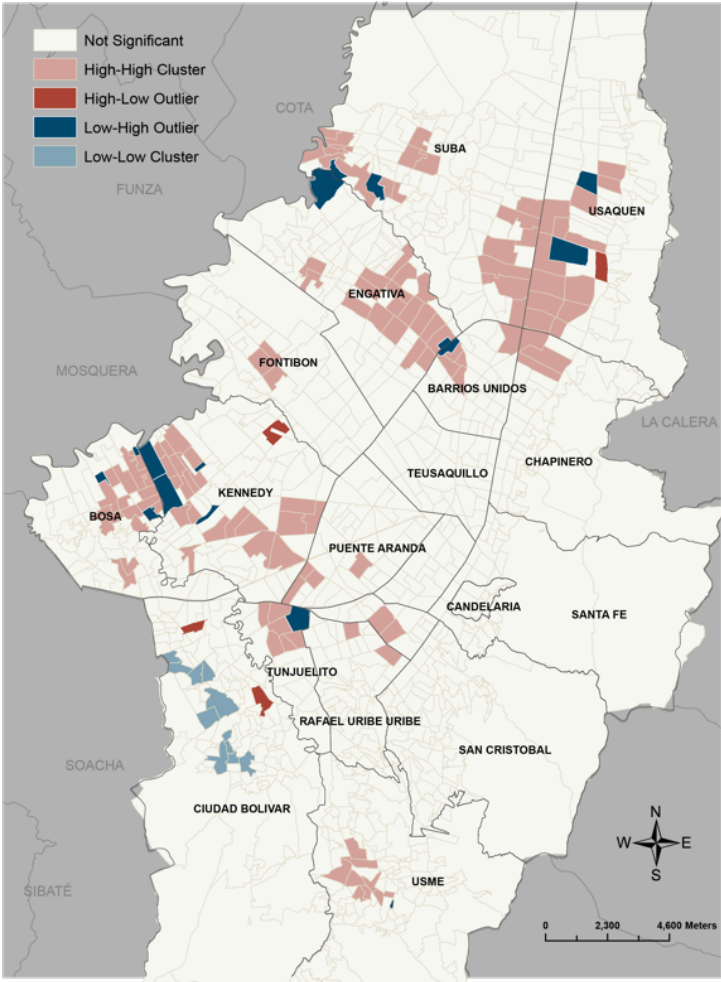 Not Significant
High-High Cluster
High-Low Outlier
Low-High Outlier
Low-Low Cluster
COTA
SUBA
FUNZA
USAQUEN
ENGATIVA
FONTIBON
MOSQUERA
BARRIOS UNIDOS
LA CALERA
TEUSAQUILLO
CHAPINERO
KENNEDY
BOSA
PUENTE ARANDA
CANDELARIA
SANTA FE
TUNJUELITO
RAFAEL URIBE URIBE
SAN CRISTOBAL
SOACHA
CIUDAD BOLIVAR
N
W
E
S
USME
SIBATÉ
0 2,300 4,600 Meters